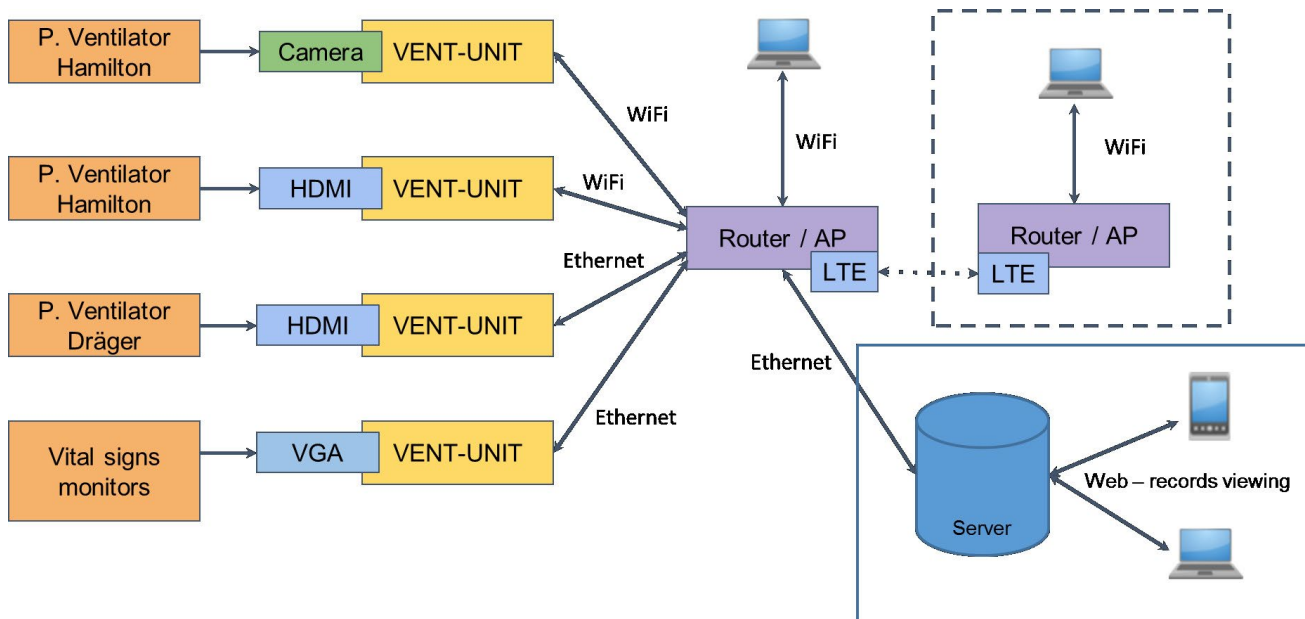 P. Ventilator
Hamilton
Camera
VENT-UNIT
WiFi
WiFi
WiFi
P. Ventilator
Hamilton
HDMI
VENT-UNIT
WiFi
Router / AP
LTE
Router / AP
LTE
Ethernet
P. Ventilator
Dräger
HDMI
VENT-UNIT
Ethernet
Ethernet
Vital signs
monitors
VGA
VENT-UNIT
Server
Web – records viewing